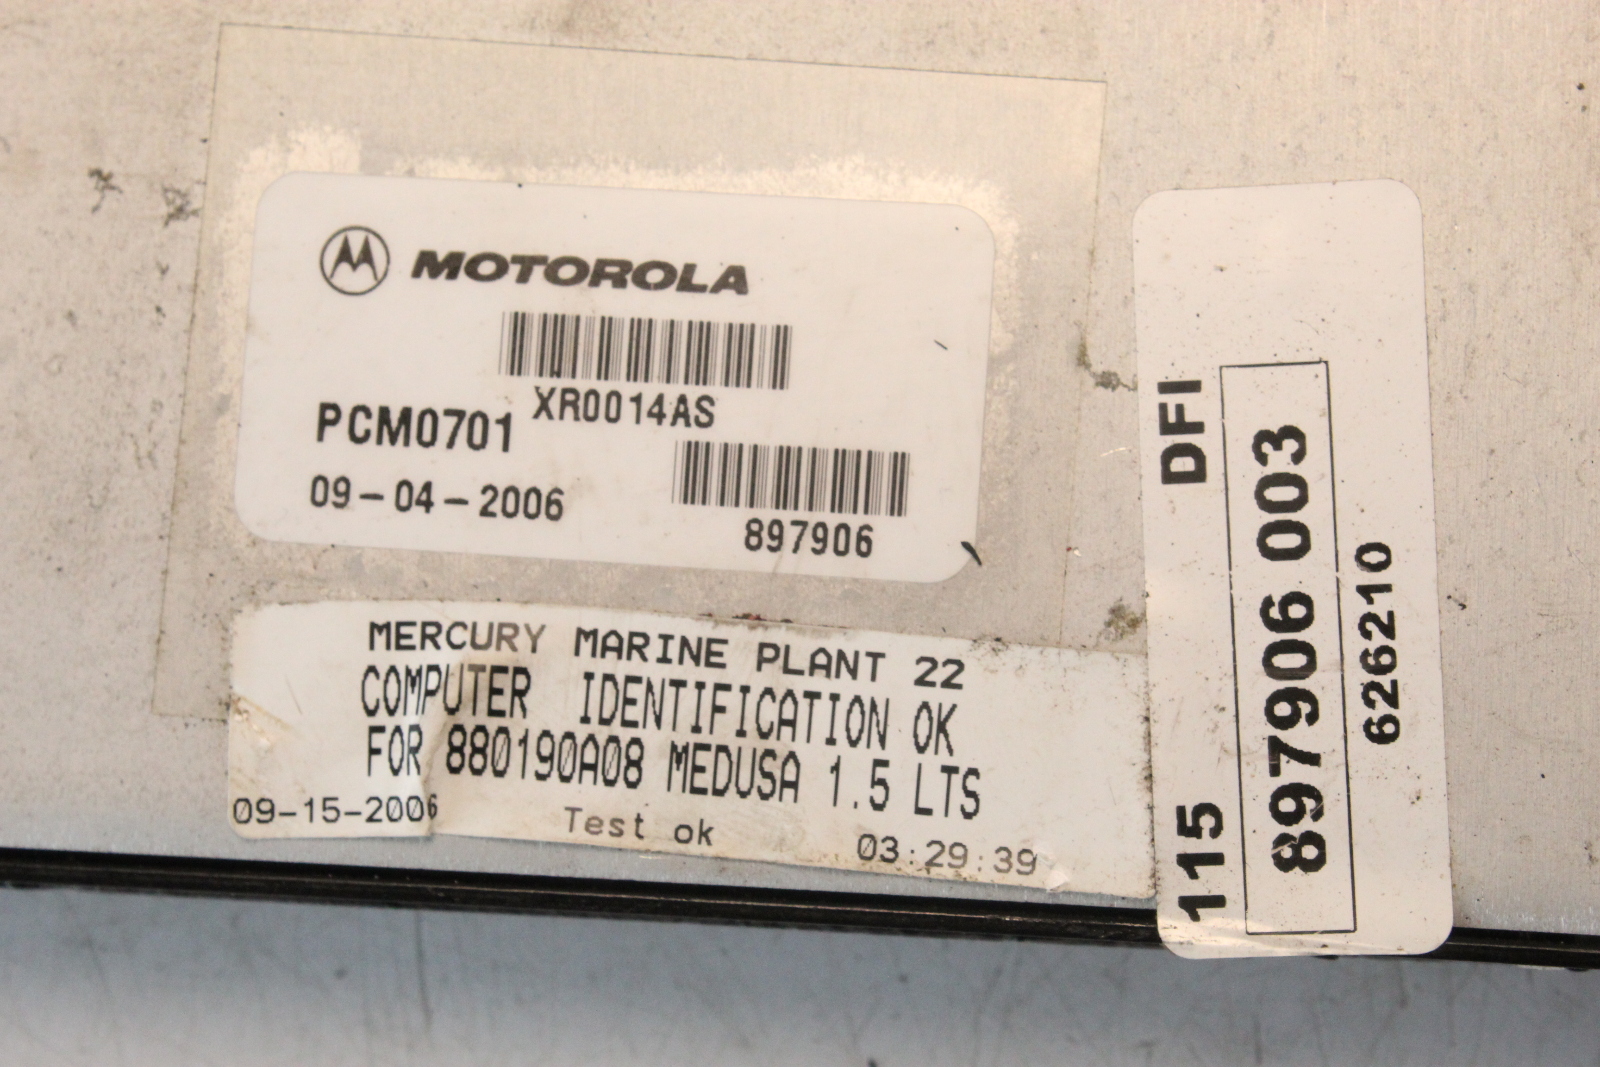 MOTOROLA
XR0014AS
PCM0701
09-04-2006
897906
MERCURY MARINE PLANT 22
COMPUTER IDENTIFICATION OK
FOR 880190A08 MEDUSA 1.5 LTS
09-15-2006 Test ok 03:29:39
115 DFI
897906 003
626210